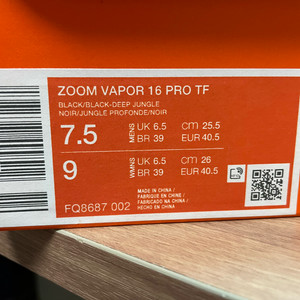 ZOOM VAPOR 16 PRO TF
BLACK/BLACK-DEEP JUNGLE
NOIR/JUNGLE PROFONDE/NOIR
7.5 MENS UK 6.5 CM 25.5
BR 39 EUR 40.5
9 WMNS UK 6.5 CM 26
BR 39 EUR 40.5
FQ8687 002
MADE IN CHINA /
FABRIQUE EN CHINE /
FABRICADO NA CHINA /
HECHO EN CHINA